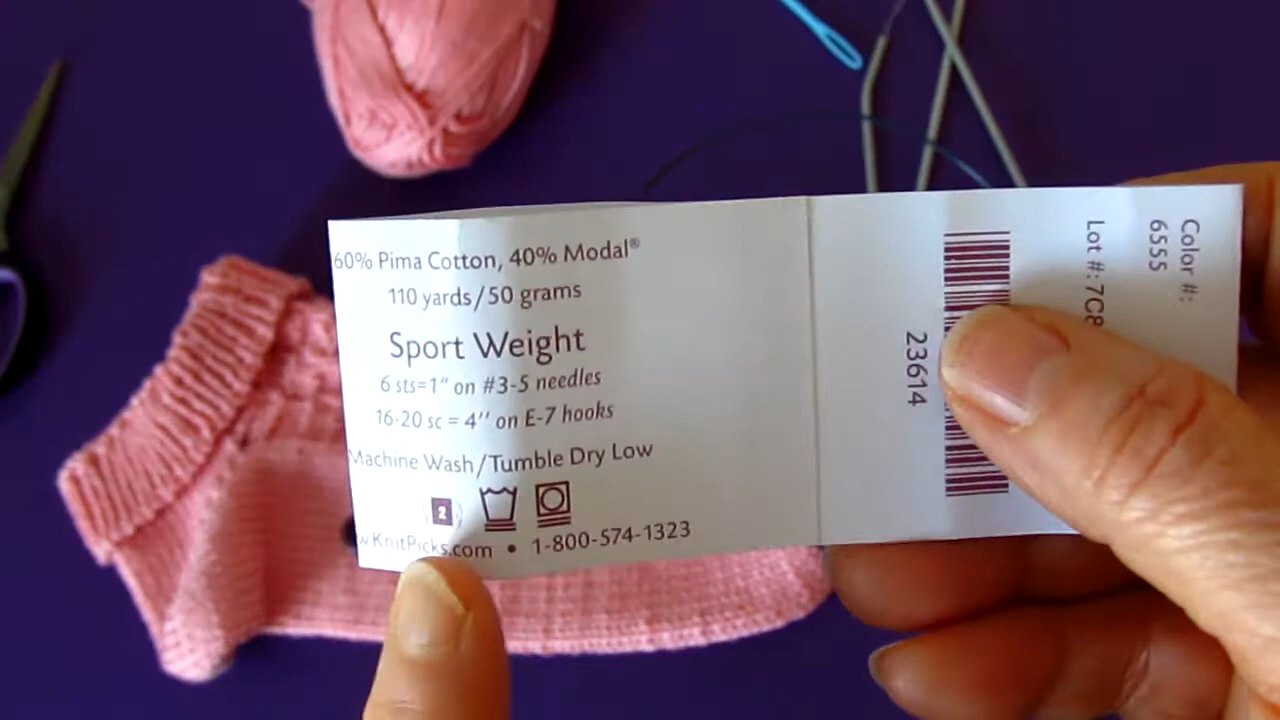 60% Pima Cotton, 40% Modal®
110 yards/50 grams
Sport Weight
6 sts=1" on #3-5 needles
16-20 sc = 4" on E-7 hooks
Machine Wash/Tumble Dry Low
2
w.KnitPicks.com • 1-800-574-1323
Color #:
6555
Lot #: 7C8
23614